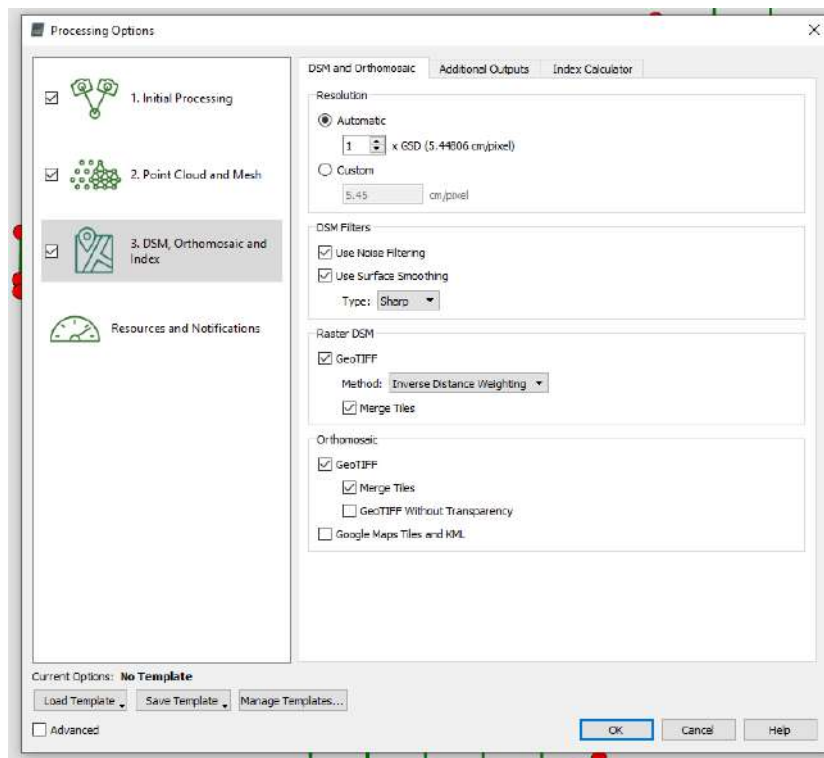 Processing Options
1. Initial Processing
2. Point Cloud and Mesh
3. DSM, Orthomosaic and
Index
Resources and Notifications
DSM and Orthomosaic
Additional Outputs
Index Calculator
Resolution
Automatic
1 x GSD (5.44806 cm/pixel)
Custom
5.45 cm/pixel
DSM Filters
Use Noise Filtering
Use Surface Smoothing
Type: Sharp
Raster DSM
GeoTIFF
Method: Inverse Distance Weighting
Merge Tiles
Orthomosaic
GeoTIFF
Merge Tiles
GeoTIFF Without Transparency
Google Maps Tiles and KML
Current Options: No Template
Load Template
Save Template
Manage Templates...
Advanced
OK
Cancel
Help